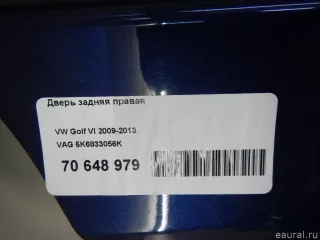 Дверь задняя правая
VW Golf VI 2009-2013
VAG 5K6833056K
70 648 979
eaural.ru